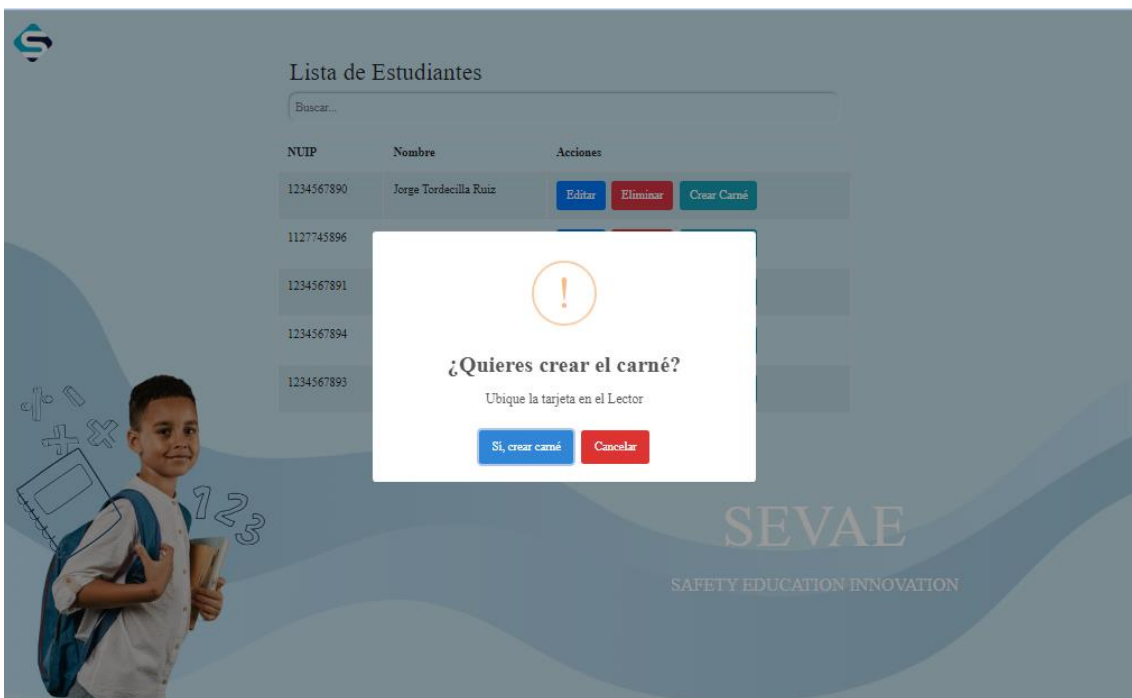 Lista de Estudiantes
Buscar...
NUIP Nombre Acciones
1234567890 Jorge Tordecilla Ruiz Editar Eliminar Crear Carné
1127745896
1234567891
1234567894
1234567893
!
¿Quieres crear el carné?
Ubique la tarjeta en el Lector
Si, crear carné Cancelar
123
SEVAE
SAFETY EDUCATION INNOVATION